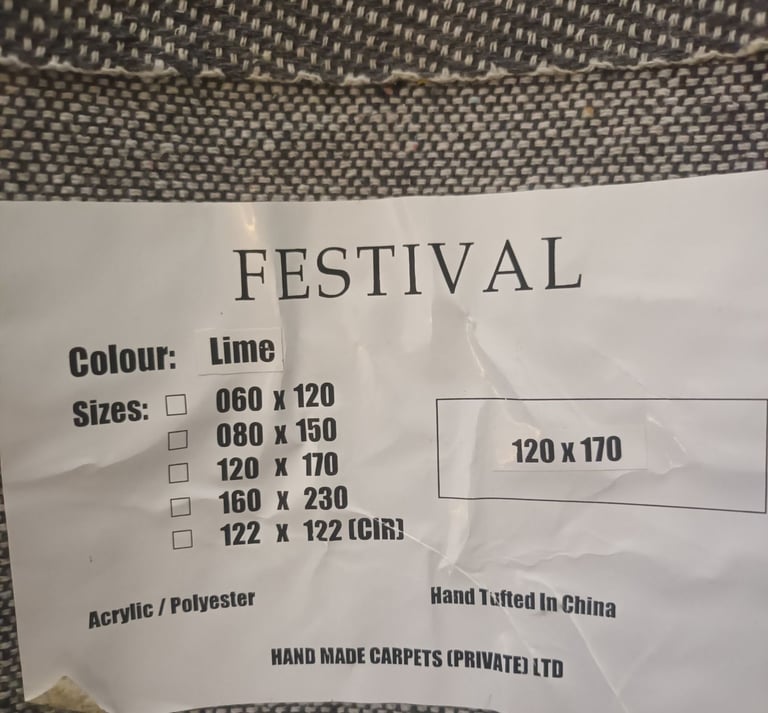 FESTIVAL
Colour: Lime
Sizes: 060 x 120
080 x 150
120 x 170
160 x 230
122 x 122 (CIR)
120 x 170
Acrylic / Polyester
Hand Tufted In China
HAND MADE CARPETS (PRIVATE) LTD